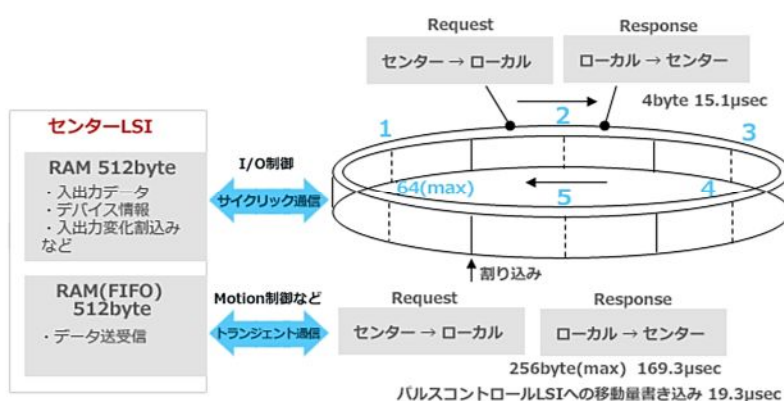 Request
Response
センター → ローカル
ローカル → センター
4byte 15.1μsec
センターLSI
RAM 512byte
・入出力データ
・デバイス情報
・入出力変化割込み
など
I/O制御
サイクリック通信
1
2
3
64(max)
5
4
割り込み
RAM(FIFO)
512byte
・データ送受信
Motion制御など
トランジェント通信
Request
Response
センター → ローカル
ローカル → センター
256byte(max) 169.3μsec
パルスコントロールLSIへの移動量書き込み 19.3μsec